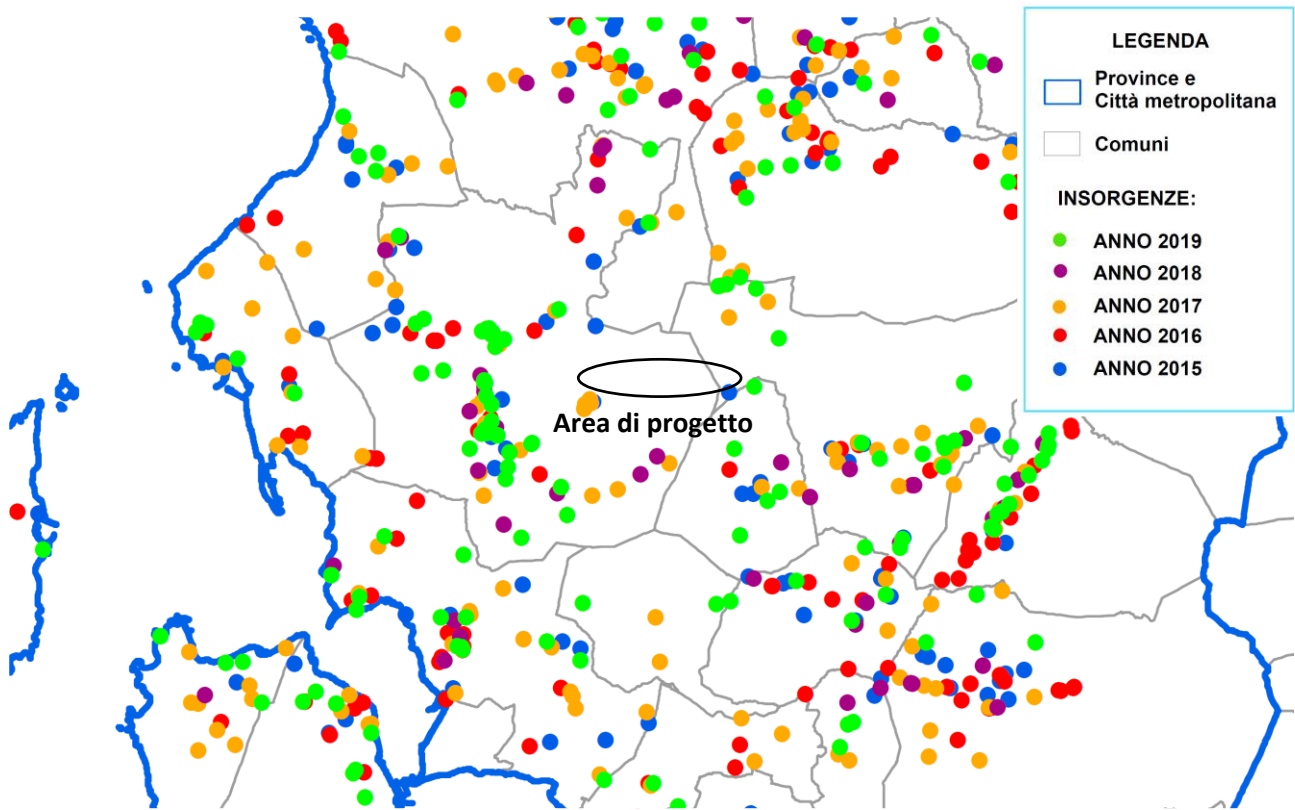 LEGENDA
Province e
Città metropolitana
Comuni
INSORGENZE:
ANNO 2019
ANNO 2018
ANNO 2017
ANNO 2016
ANNO 2015
Area di progetto